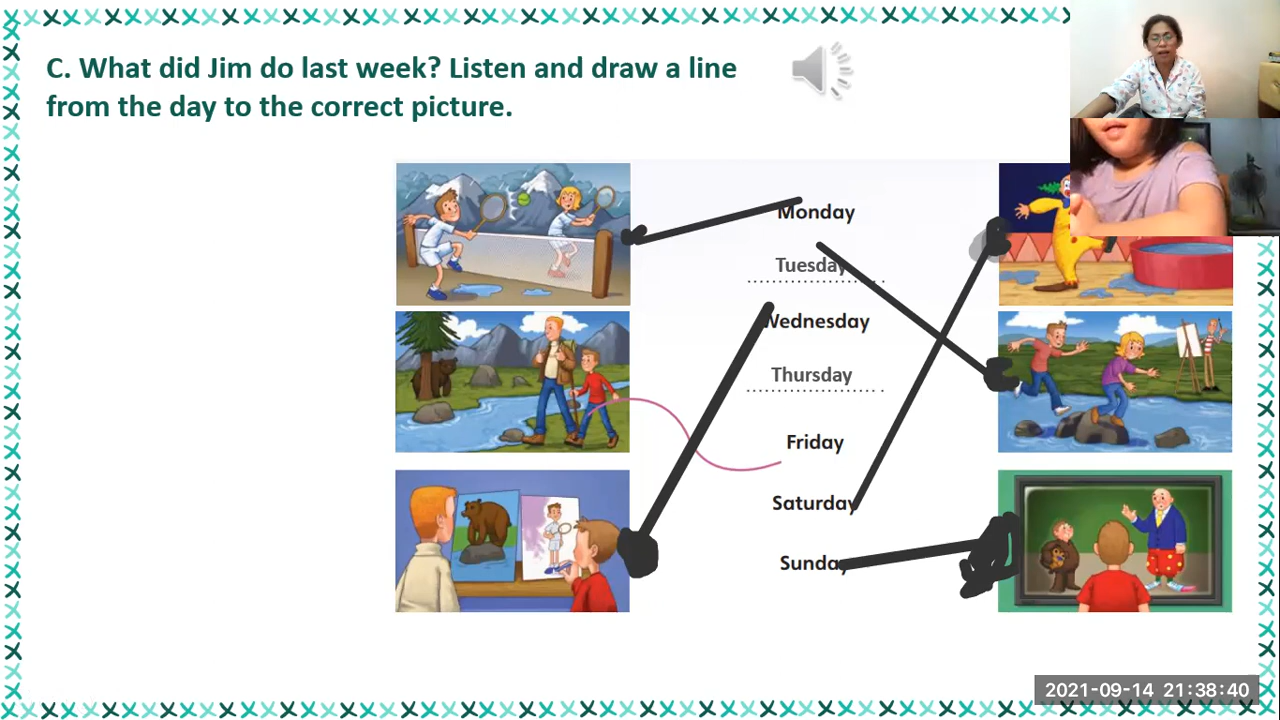 C. What did Jim do last week? Listen and draw a line
from the day to the correct picture.
Monday
Tuesday
Wednesday
Thursday
Friday
Saturday
Sunday
2021-09-14 21:38:40